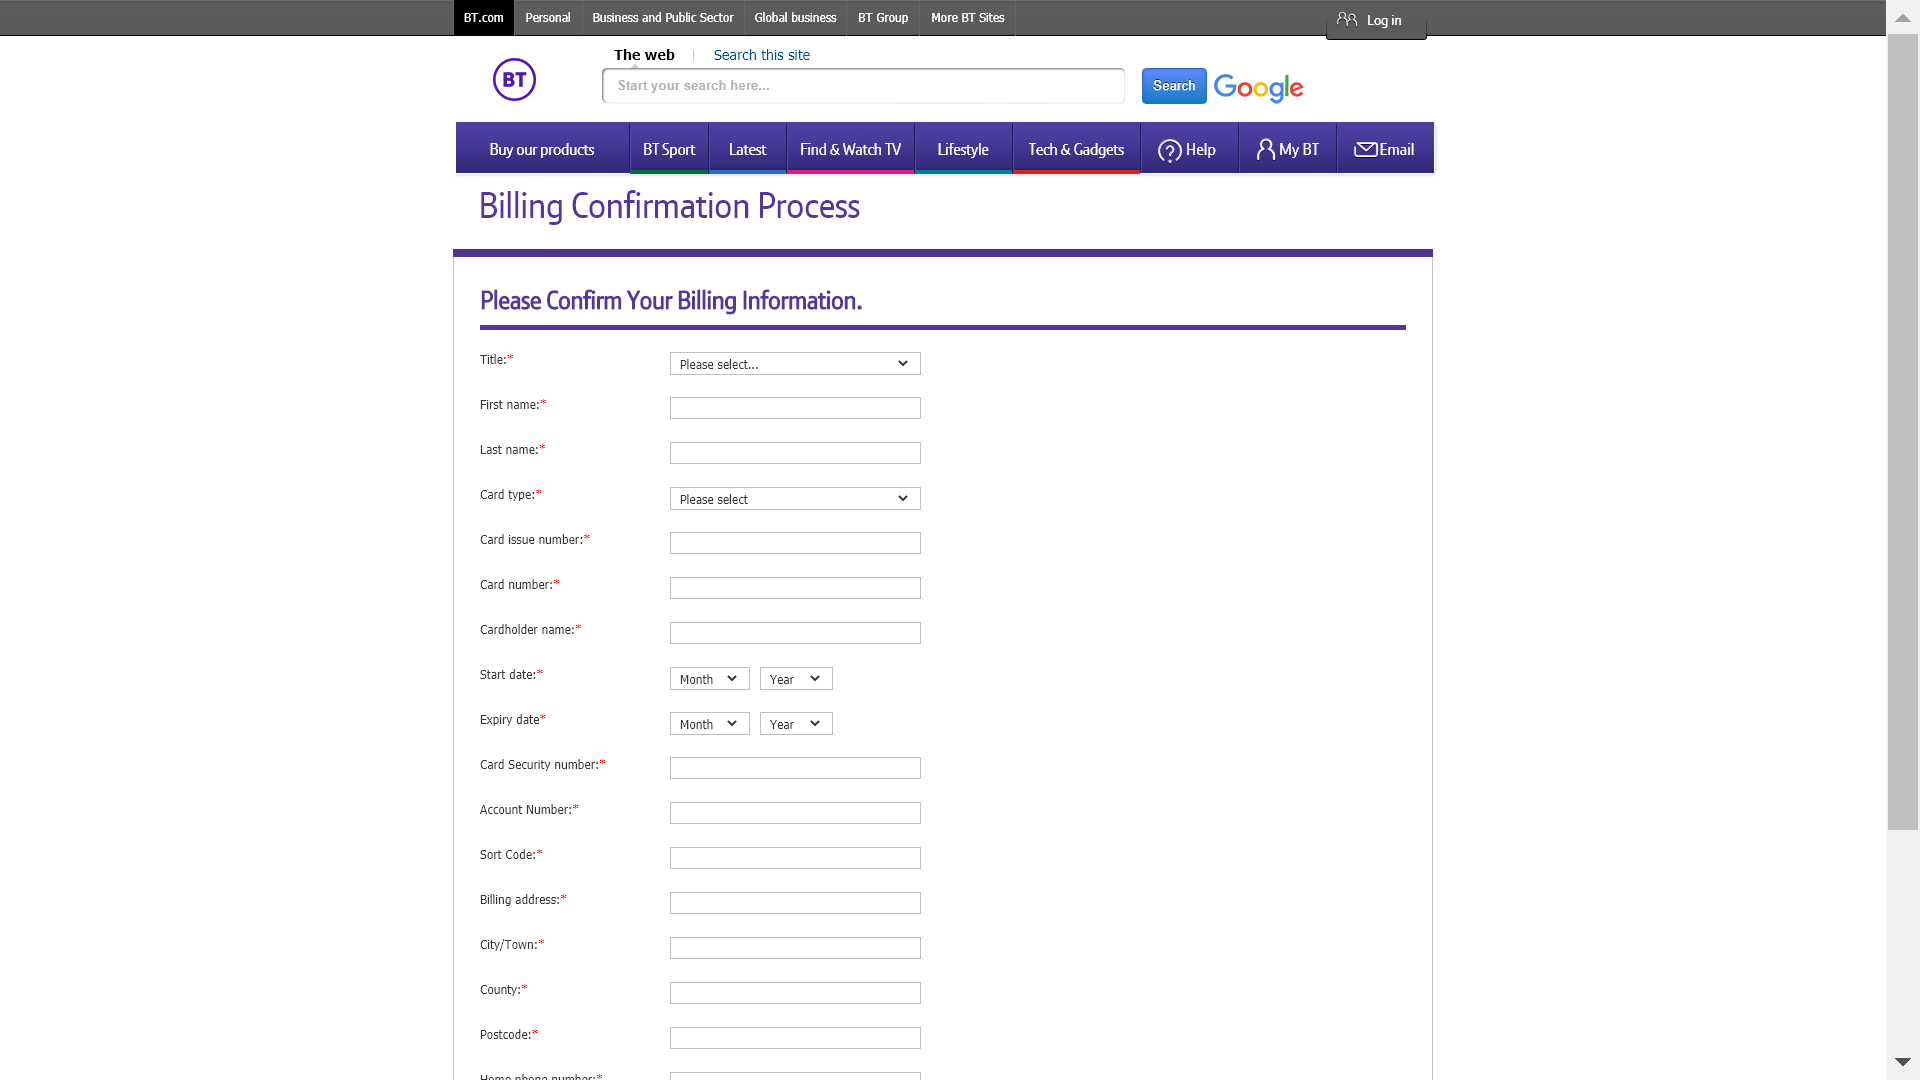 BT.com Personal Business and Public Sector Global business BT Group More BT Sites Log in
The web Search this site
BT Start your search here... Search Google
Buy our products BT Sport Latest Find & Watch TV Lifestyle Tech & Gadgets Help My BT Email
Billing Confirmation Process
Please Confirm Your Billing Information.
Title:* Please select...
First name:*
Last name:*
Card type:* Please select
Card issue number:*
Card number:*
Cardholder name:*
Start date:* Month Year
Expiry date* Month Year
Card Security number:*
Account Number:*
Sort Code:*
Billing address:*
City/Town:*
County:*
Postcode:*
Home phone number:*